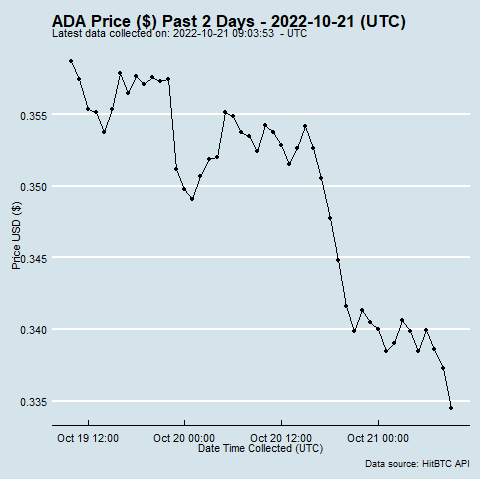 ADA Price ($) Past 2 Days - 2022-10-21 (UTC)
Latest data collected on: 2022-10-21 09:03:53 - UTC
Price USD ($)
0.355
0.350
0.345
0.340
0.335
Oct 19 12:00
Oct 20 00:00
Oct 20 12:00
Oct 21 00:00
Date Time Collected (UTC)
Data source: HitBTC API